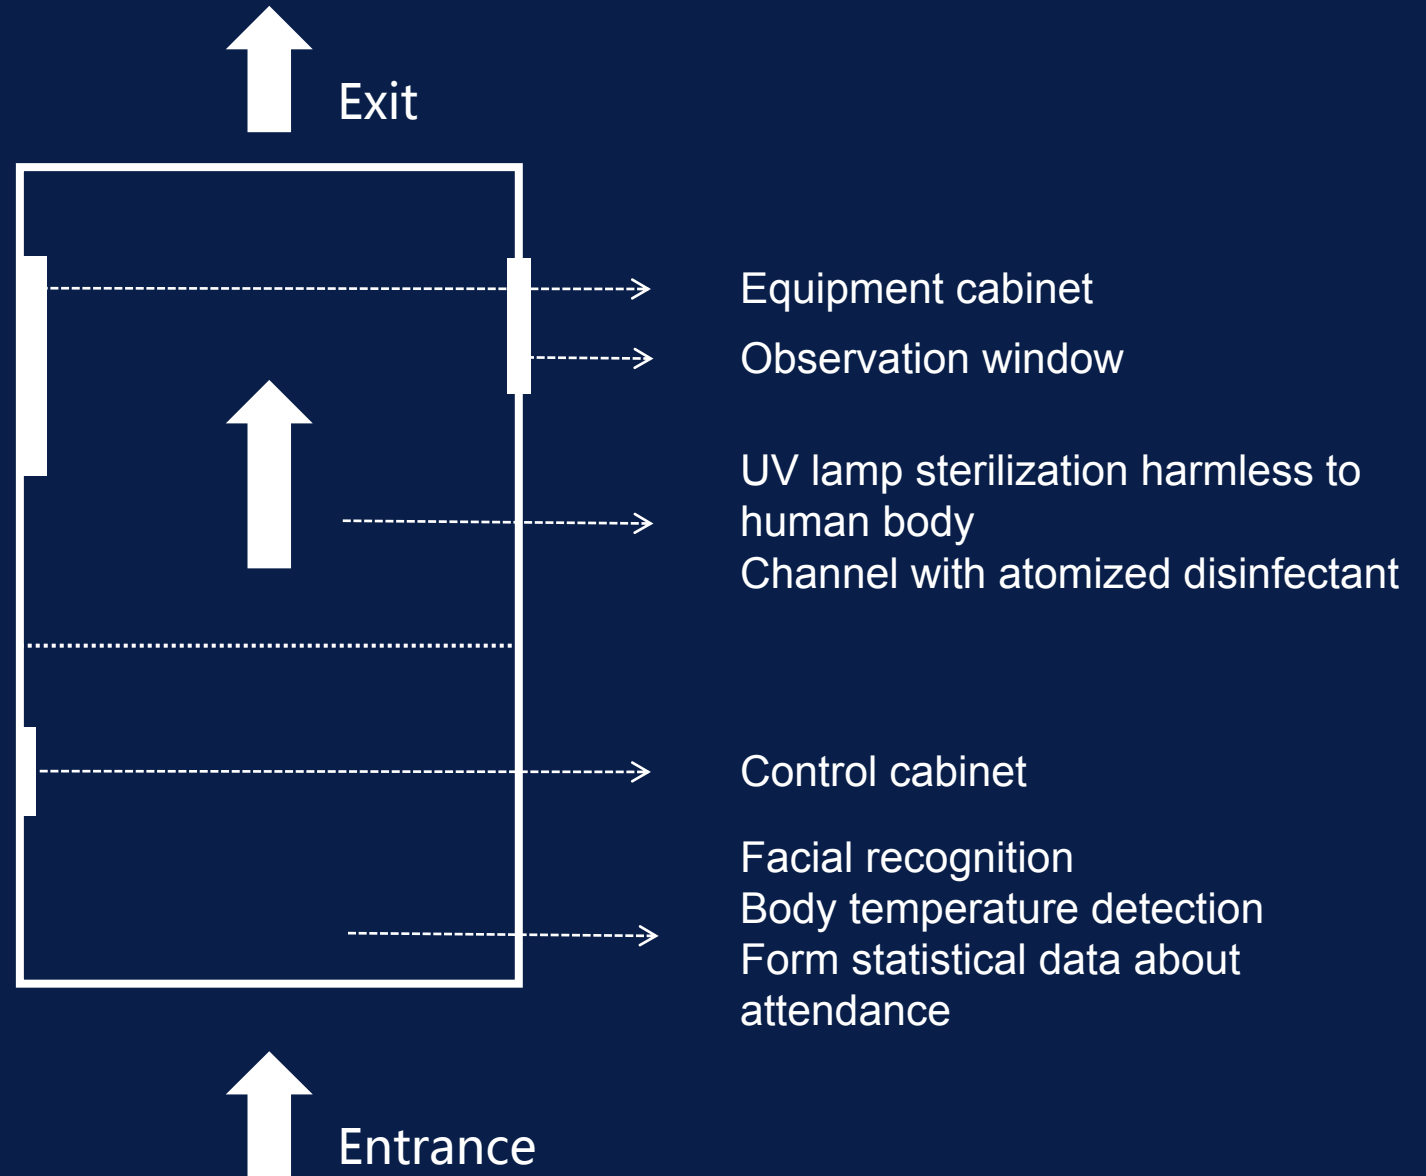 Exit
Equipment cabinet
Observation window
UV lamp sterilization harmless to
human body
Channel with atomized disinfectant
Control cabinet
Facial recognition
Body temperature detection
Form statistical data about
attendance
Entrance